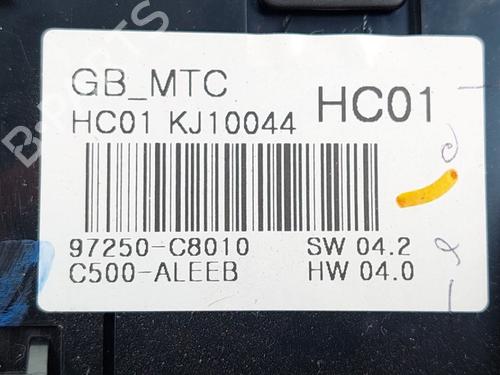 GB_MTC
HC01
HC01 KJ10044
97250-C8010
SW 04.2
C500-ALEEB
HW 04.0